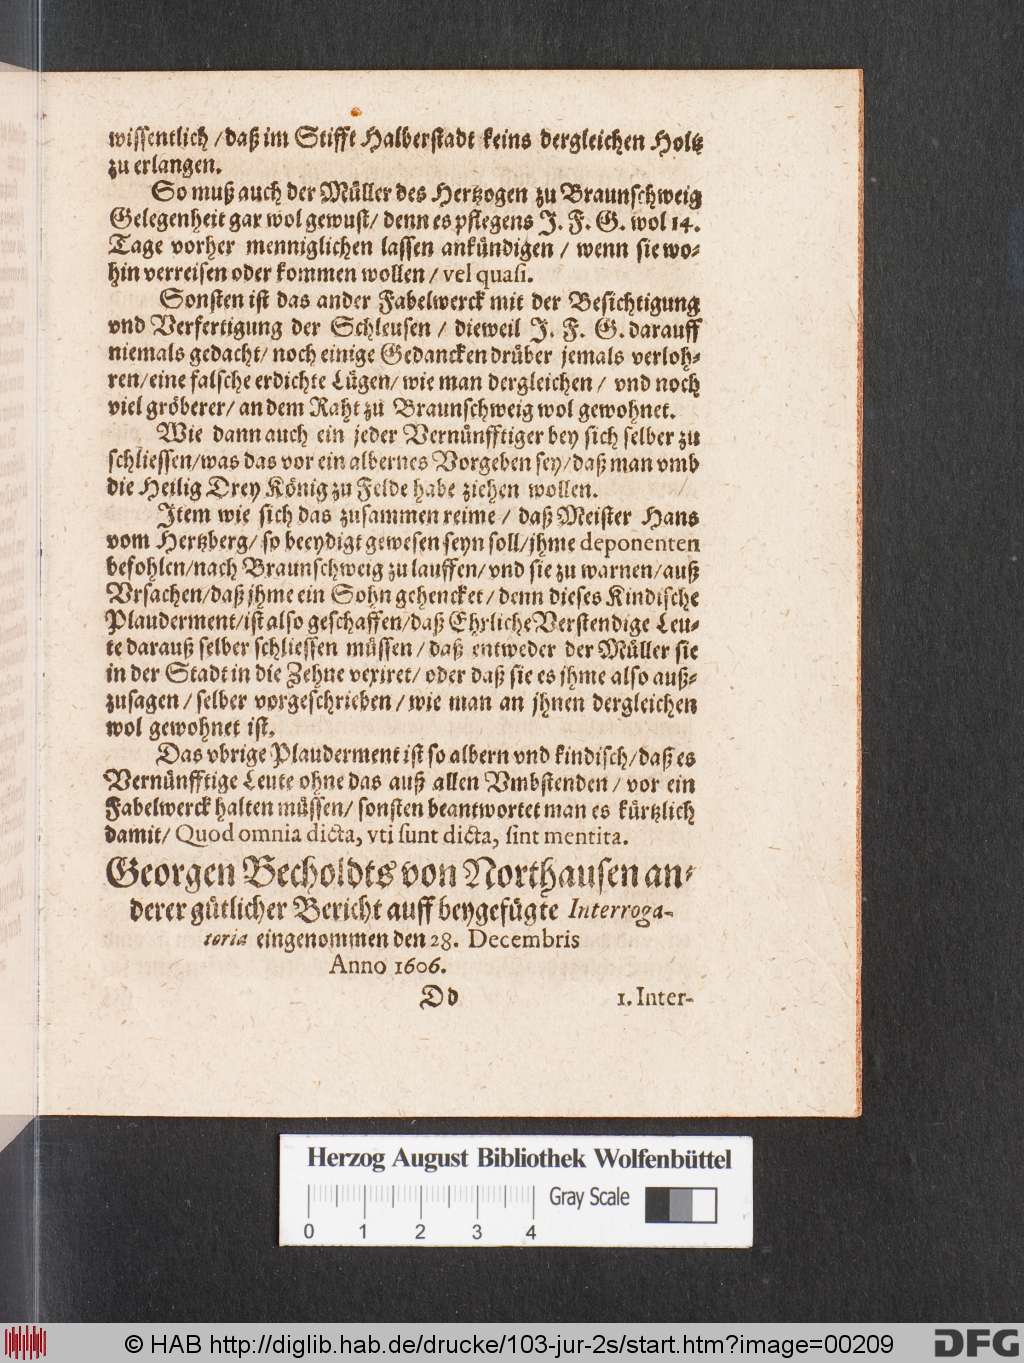 wissentlich / daß im Stifft Halberstadt keins dergleichen Holtz
zu erlangen.
So muß auch der Müller des Hertzogen zu Braunschweig
Gelegenheit gar wol gewust / denn es pflegens J. F. G. wol 14.
Tage vorher menniglichen lassen ankündigen / wenn sie wo-
hin verreisen oder kommen wollen / vel quasi.
Sonsten ist das ander Fabelwerck mit der Besichtigung
vnd Verfertigung der Schleusen / dieweil J. F. G. darauff
niemals gedacht / noch einige Gedancken drüber jemals verloh-
ren / eine falsche erdichte Lügen / wie man dergleichen / vnd noch
viel gröberer / an dem Raht zu Braunschweig wol gewohnet.
Wie dann auch ein jeder Vernünfftiger bey sich selber zu
schliessen / was das vor ein albernes Vorgeben sey / daß man vmb
die Heilig Drey König zu Felde habe ziehen wollen.
Item wie sich das zusammen reime / daß Meister Hans
vom Hertzberg / so beeydigt gewesen seyn soll / jhme deponenten
befohlen / nach Braunschweig zu lauffen / vnd sie zu warnen / auß
Vrsachen / daß jhme ein Sohn gehencket / denn dieses Kindische
Plauderment / ist also geschaffen / daß Ehrliche Verstendige Leu-
te darauß selber schliessen müssen / daß entweder der Müller sie
in der Stadt in die Zehne vexiret / oder daß sie es jhme also auß-
zusagen / selber vorgeschrieben / wie man an jhnen dergleichen
wol gewohnet ist.
Das vbrige Plauderment ist so albern vnd kindisch / daß es
Vernünfftige Leute ohne das auß allen Vmbstenden / vor ein
Fabelwerck halten müssen / sonsten beantwortet man es kürtzlich
damit / Quod omnia dicta, vti sunt dicta, sint mentita.
Georgen Becholdts von Northausen an-
derer gütlicher Bericht auff beygefügte Interroga-
toria eingenommen den 28. Decembris
Anno 1606.
Dd 1. Inter-
Herzog August Bibliothek Wolfenbüttel
Gray Scale
0 1 2 3 4
© HAB http://diglib.hab.de/drucke/103-jur-2s/start.htm?image=00209
DFG